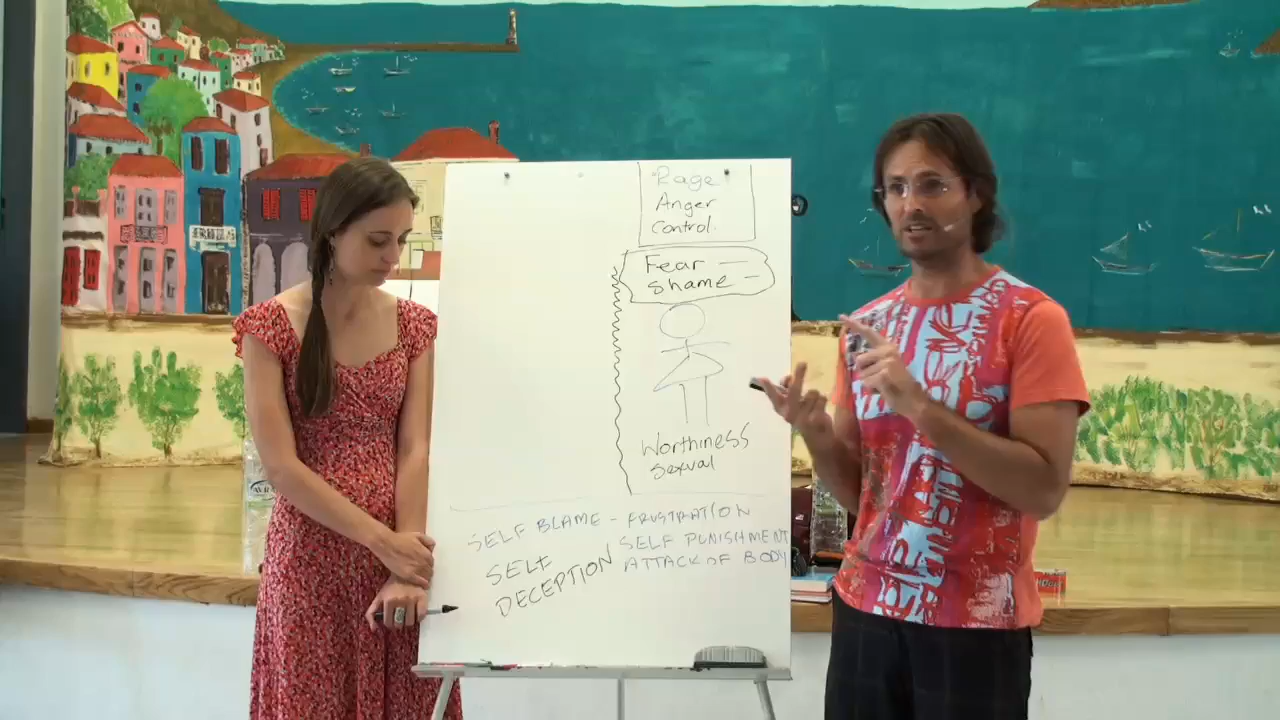 Rage
Anger
Control.
Fear —
Shame —
Worthiness
Sexual
SELF BLAME - FRUSTRATION
SELF PUNISHMENT
ATTACK OF BODY
SELF
DECEPTION